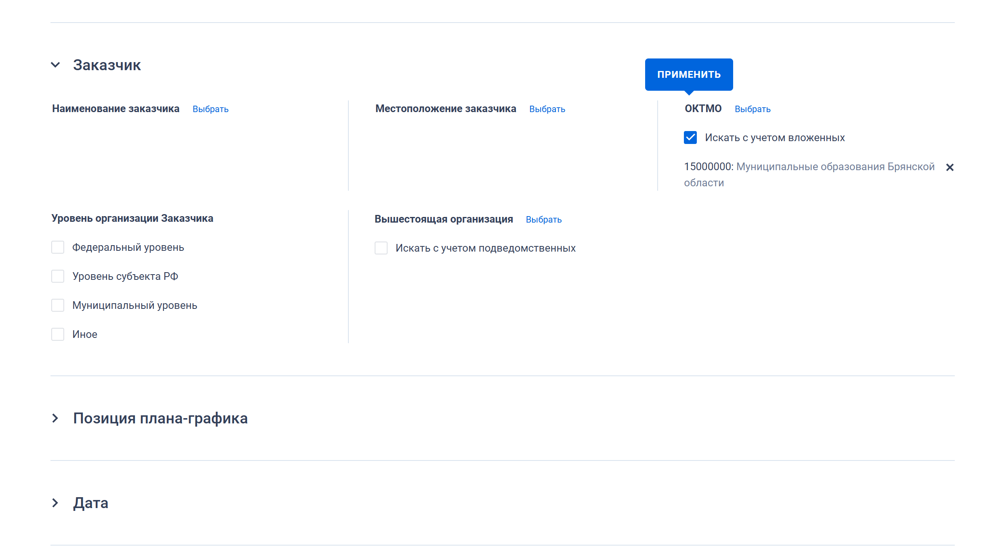 Заказчик
ПРИМЕНИТЬ
Наименование заказчика Выбрать
Местоположение заказчика Выбрать
ОКТМО Выбрать
Искать с учетом вложенных
15000000: Муниципальные образования Брянской
области
Уровень организации Заказчика
Федеральный уровень
Уровень субъекта РФ
Муниципальный уровень
Иное
Вышестоящая организация Выбрать
Искать с учетом подведомственных
Позиция плана-графика
Дата